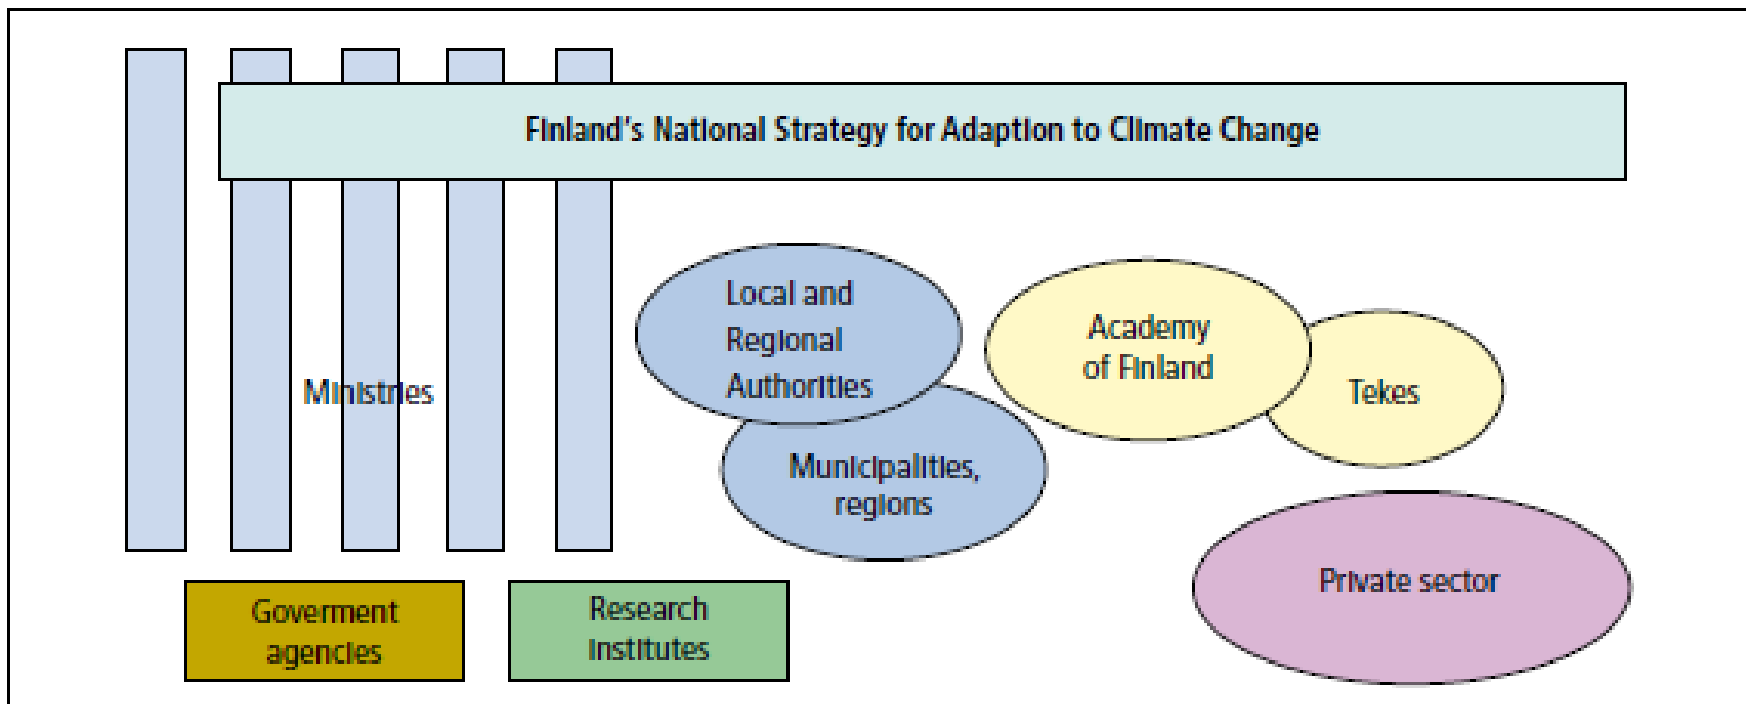 Finland's National Strategy for Adaption to Climate Change
Local and
Regional
Authorities
Academy
of Finland
Tekes
Ministries
Municipalities,
regions
Private sector
Goverment
agencies
Research
institutes